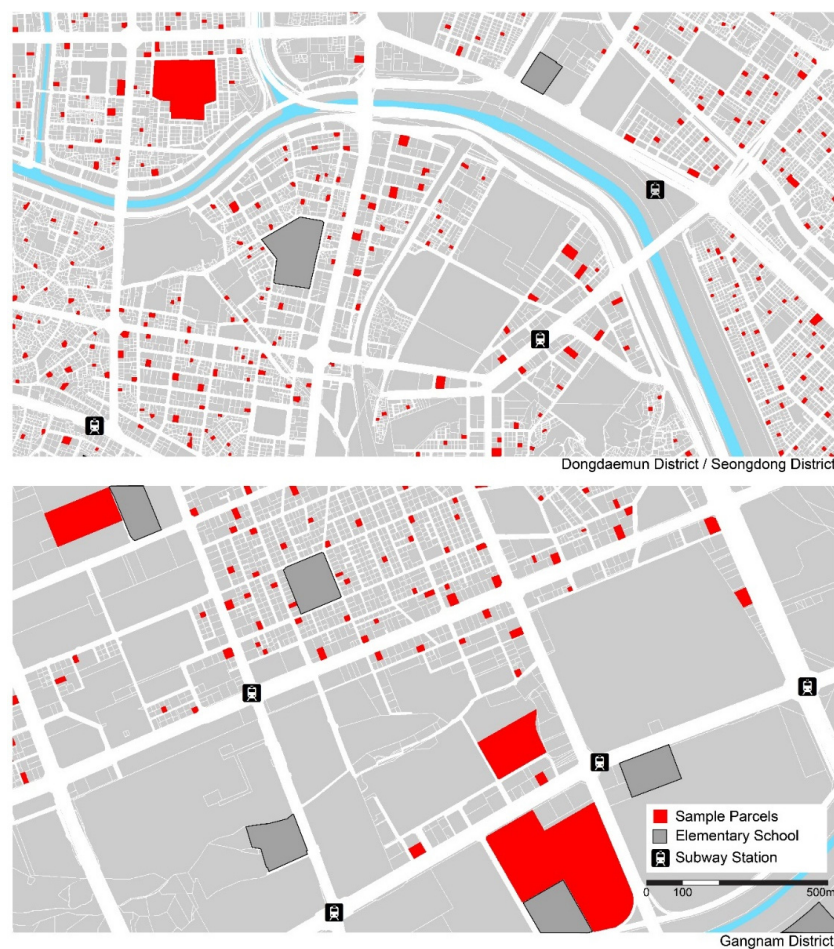 Dongdaemun District / Seongdong District
Sample Parcels
Elementary School
Subway Station
0 100 500m
Gangnam District